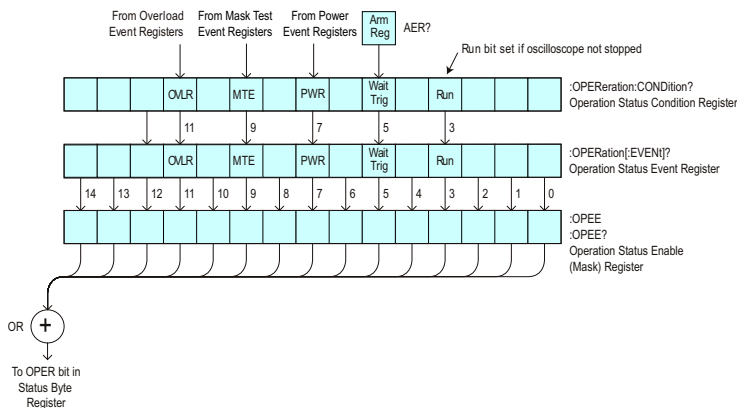 From Overload
Event Registers
From Mask Test
Event Registers
From Power
Event Registers
Arm
Reg
AER?
Run bit set if oscilloscope not stopped
OVLR
MTE
PWR
Wait
Trig
Run
:OPEReration:CONDition?
Operation Status Condition Register
11
9
7
5
3
OVLR
MTE
PWR
Wait
Trig
Run
:OPERation[:EVENt]?
Operation Status Event Register
14
13
12
11
10
9
8
7
6
5
4
3
2
1
0
:OPEE
:OPEE?
Operation Status Enable
(Mask) Register
OR
+
To OPER bit in
Status Byte
Register